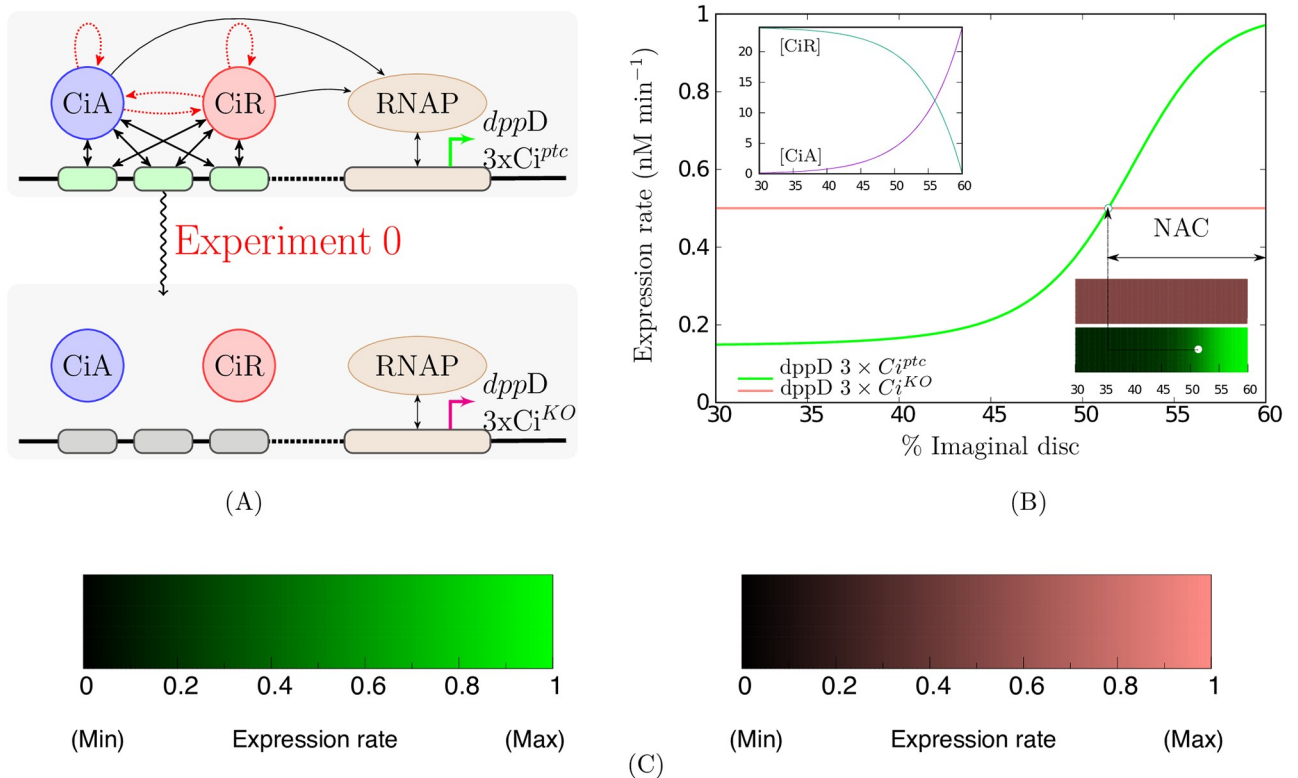 CiA
CiR
RNAP
dppD
3xCi^ptc
Experiment 0
CiA
CiR
RNAP
dppD
3xCi^KO
(A)
Expression rate (nM min⁻¹)
1
0.8
0.6
0.4
0.2
0
30
35
40
45
50
55
60
% Imaginal disc
[CiR]
[CiA]
20
15
10
5
0
30 35 40 45 50 55 60
NAC
30 35 40 45 50 55 60
dppD 3 × Ci^ptc
dppD 3 × Ci^KO
(B)
0 0.2 0.4 0.6 0.8 1
(Min) Expression rate (Max)
0 0.2 0.4 0.6 0.8 1
(Min) Expression rate (Max)
(C)